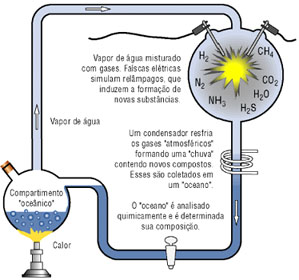 Vapor de água misturado
com gases. Faíscas elétricas
simulam relâmpagos, que
induzem a formação de
novas substâncias.
H₂
CH₄
N₂
CO₂
H₂O
NH₃
H₂S
Vapor de água
Um condensador resfria
os gases "atmosféricos"
formando uma "chuva"
contendo novos compostos.
Esses são coletados em
um "oceano".
Compartimento
"oceânico"
O "oceano" é analisado
quimicamente e é determinada
sua composição.
Calor